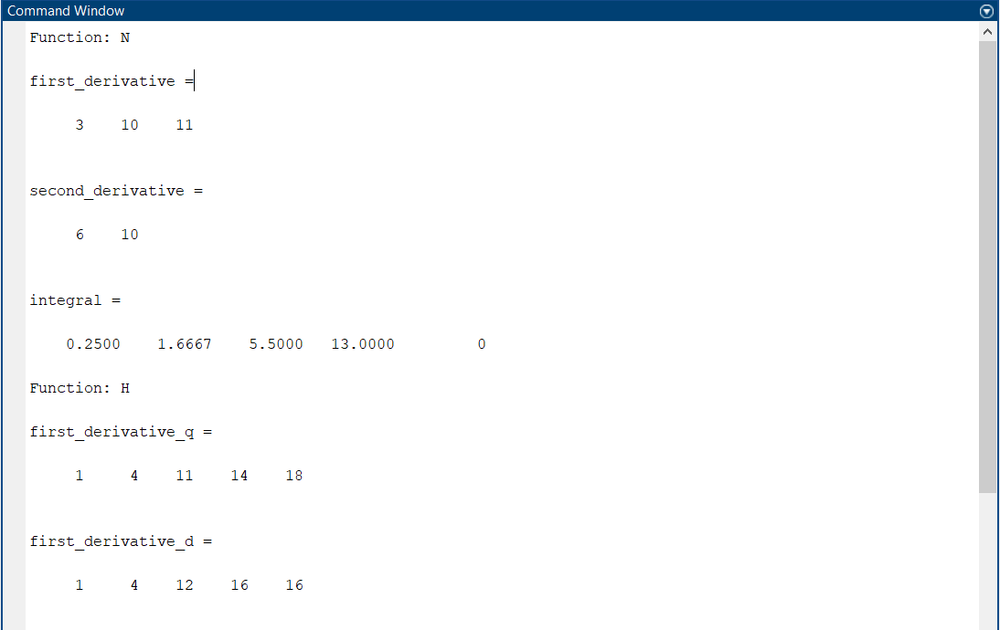 Command Window
Function: N
first_derivative =
3 10 11
second_derivative =
6 10
integral =
0.2500 1.6667 5.5000 13.0000 0
Function: H
first_derivative_q =
1 4 11 14 18
first_derivative_d =
1 4 12 16 16